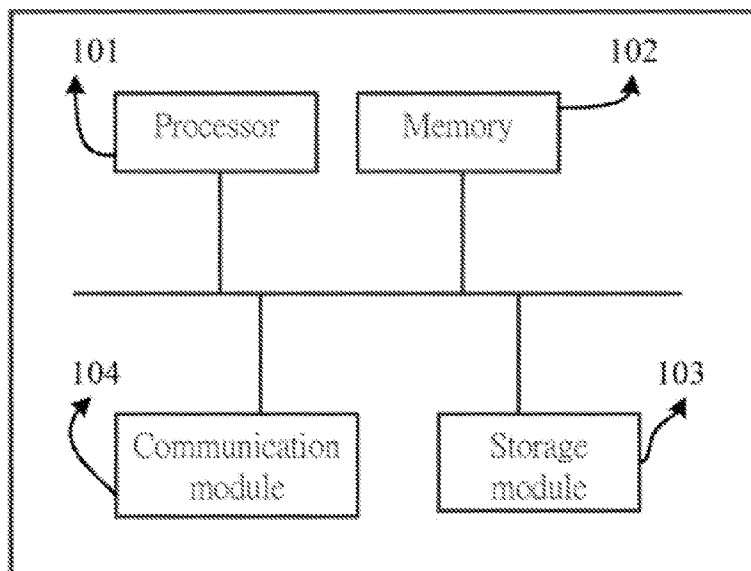 101
102
Processor
Memory
104
103
Communication
module
Storage
module